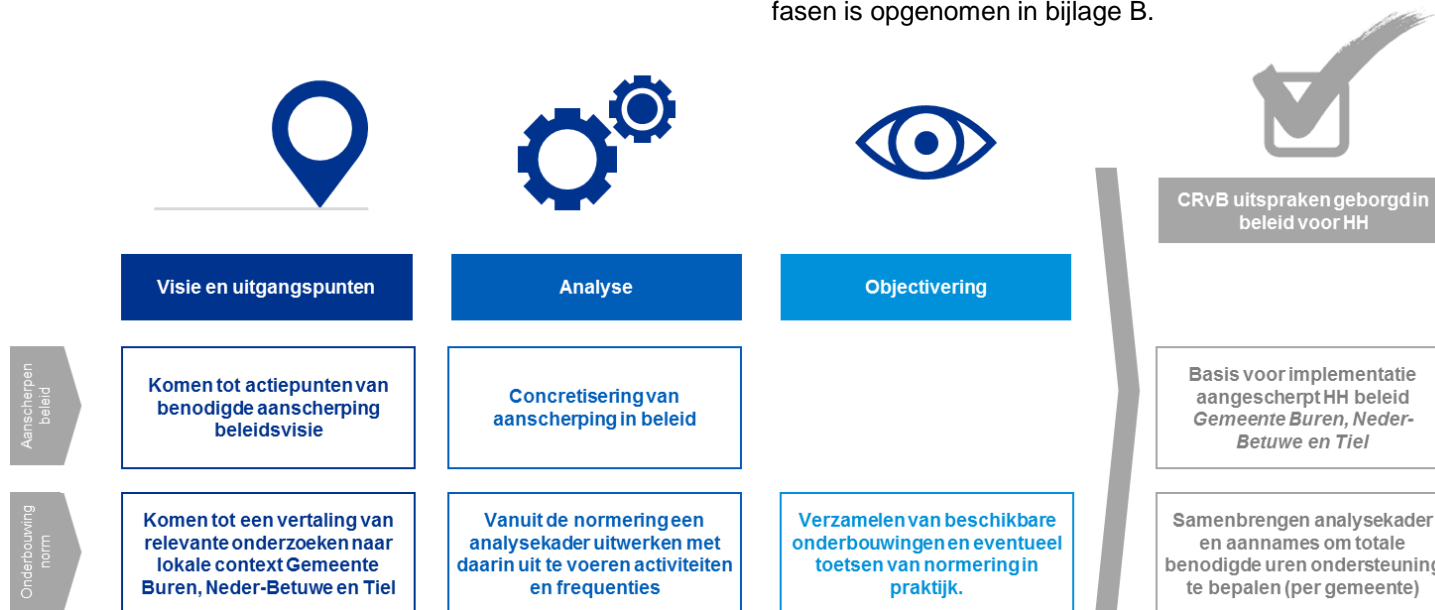 fasen is opgenomen in bijlage B.
CRvB uitspraken geborgd in
beleid voor HH
Visie en uitgangspunten
Analyse
Objectivering
Aanscherpen
beleid
Komen tot actiepunten van
benodigde aanscherping
beleidsvisie
Concretisering van
aanscherping in beleid
Basis voor implementatie
aangescherpt HH beleid
Gemeente Buren, Neder-
Betuwe en Tiel
Onderbouwing
norm
Komen tot een vertaling van
relevante onderzoeken naar
lokale context Gemeente
Buren, Neder-Betuwe en Tiel
Vanuit de normering een
analysekader uitwerken met
daarin uit te voeren activiteiten
en frequenties
Verzamelen van beschikbare
onderbouwingen en eventueel
toetsen van normering in
praktijk.
Samenbrengen analysekader
en aannames om totale
benodigde uren ondersteuning
te bepalen (per gemeente)